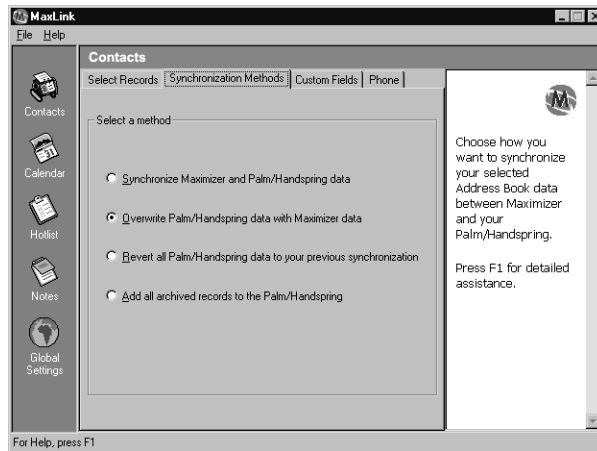 MaxLink
File Help
Contacts
Select Records Synchronization Methods Custom Fields Phone
Contacts
Calendar
Hotlist
Notes
Global
Settings
Select a method
Synchronize Maximizer and Palm/Handspring data
Overwrite Palm/Handspring data with Maximizer data
Revert all Palm/Handspring data to your previous synchronization
Add all archived records to the Palm/Handspring
M
Choose how you
want to synchronize
your selected
Address Book data
between Maximizer
and your
Palm/Handspring.
Press F1 for detailed
assistance.
For Help, press F1